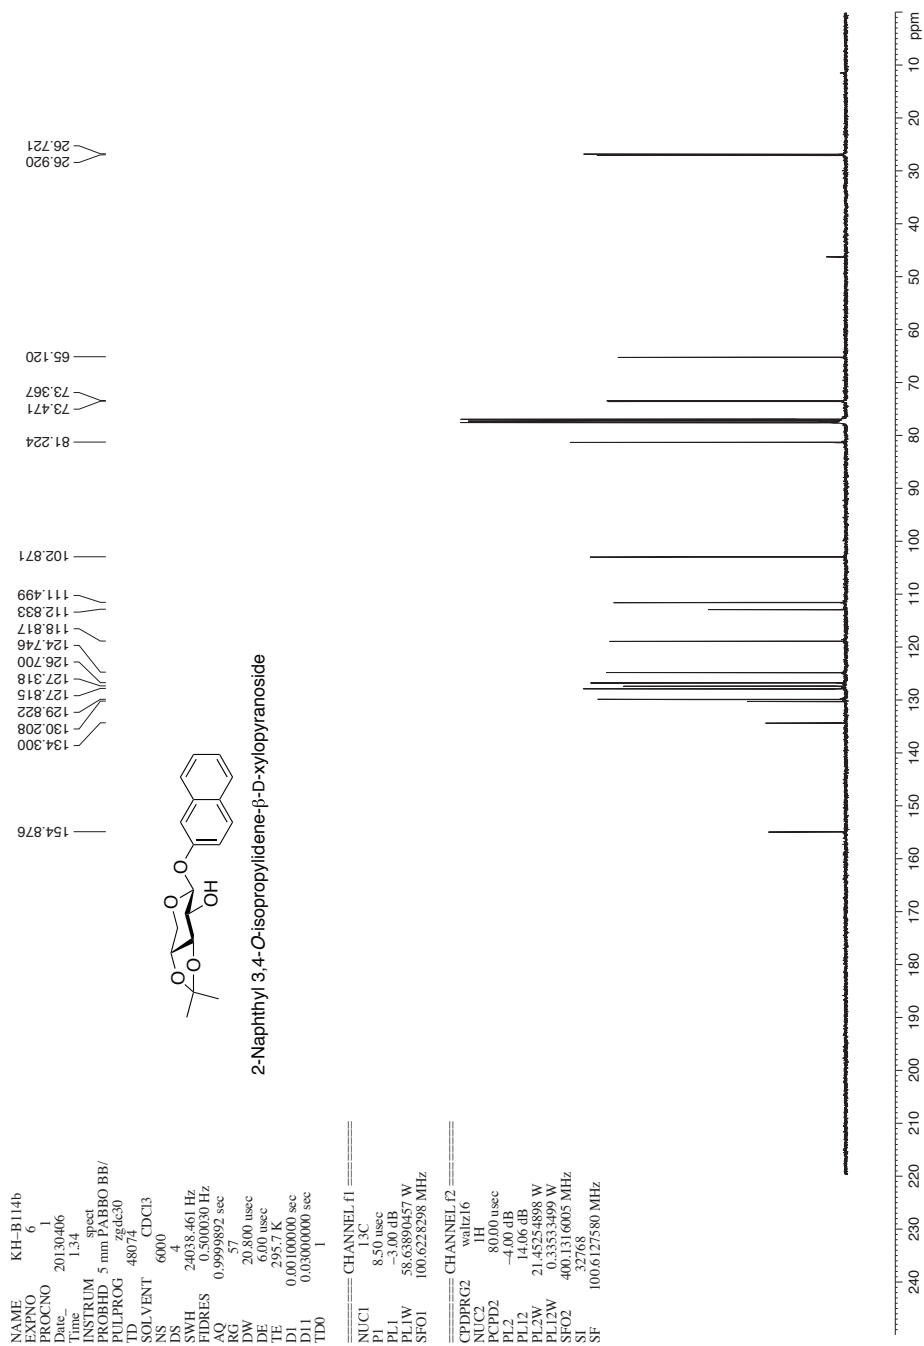 NAME KH-B114b
EXPNO 6
PROCNO 1
Date_ 20130406
Time 1.34
INSTRUM spect
PROBHD 5 mm PABBO BB/
PULPROG zgdc30
TD 48074
SOLVENT CDCl3
NS 6000
DS 4
SWH 24038.461 Hz
FIDRES 0.500030 Hz
AQ 0.9999892 sec
RG 57
DW 20.800 usec
DE 6.00 usec
TE 295.7 K
D1 0.00100000 sec
D11 0.03000000 sec
TD0 1
======== CHANNEL f1 ========
NUC1 13C
P1 8.50 usec
PL1 -3.00 dB
PL1W 58.63890457 W
SFO1 100.6228298 MHz
======== CHANNEL f2 ========
CPDPRG2 waltz16
NUC2 1H
PCPD2 80.00 usec
PL2 -4.00 dB
PL12 14.06 dB
PL2W 21.45254898 W
PL12W 0.33533499 W
SFO2 400.1316005 MHz
SI 32768
SF 100.6127580 MHz
154.876
134.300
130.208
129.822
127.815
127.318
126.700
124.746
118.817
112.833
111.499
102.871
81.224
73.471
73.367
65.120
26.920
26.721
O
O
O
O
OH
2-Naphthyl 3,4-O-isopropylidene-β-D-xylopyranoside
240 230 220 210 200 190 180 170 160 150 140 130 120 110 100 90 80 70 60 50 40 30 20 10 ppm